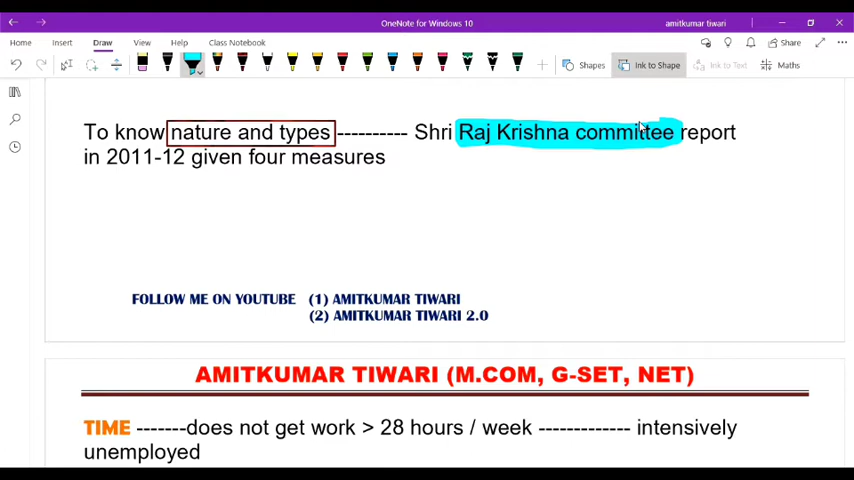 OneNote for Windows 10
amitkumar tiwari
Home Insert Draw View Help Class Notebook Share
Shapes Ink to Shape Ink to Text Maths
To know nature and types ---------- Shri Raj Krishna committee report
in 2011-12 given four measures
FOLLOW ME ON YOUTUBE (1) AMITKUMAR TIWARI
(2) AMITKUMAR TIWARI 2.0
AMITKUMAR TIWARI (M.COM, G-SET, NET)
TIME -------does not get work > 28 hours / week ------------- intensively
unemployed